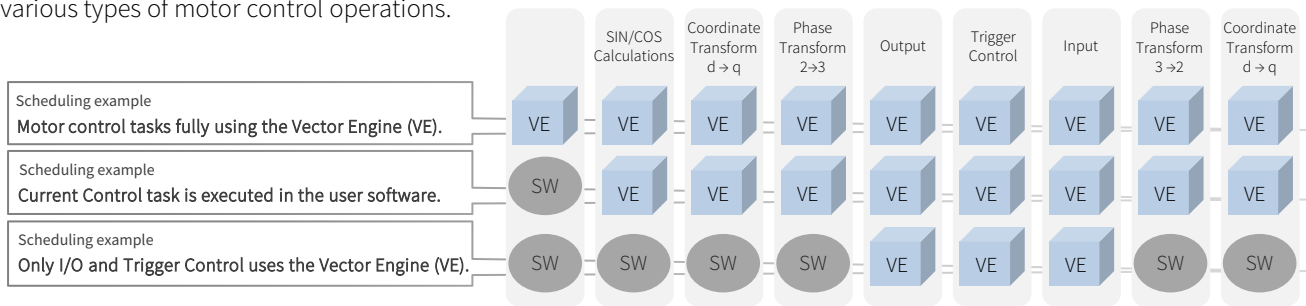 various types of motor control operations.
SIN/COS
Calculations
Coordinate
Transform
d → q
Phase
Transform
2→3
Output
Trigger
Control
Input
Phase
Transform
3 →2
Coordinate
Transform
d → q
Scheduling example
Motor control tasks fully using the Vector Engine (VE).
VE VE VE VE VE VE VE VE VE
Scheduling example
Current Control task is executed in the user software.
SW VE VE VE VE VE VE VE VE
Scheduling example
Only I/O and Trigger Control uses the Vector Engine (VE).
SW SW SW SW VE VE VE SW SW